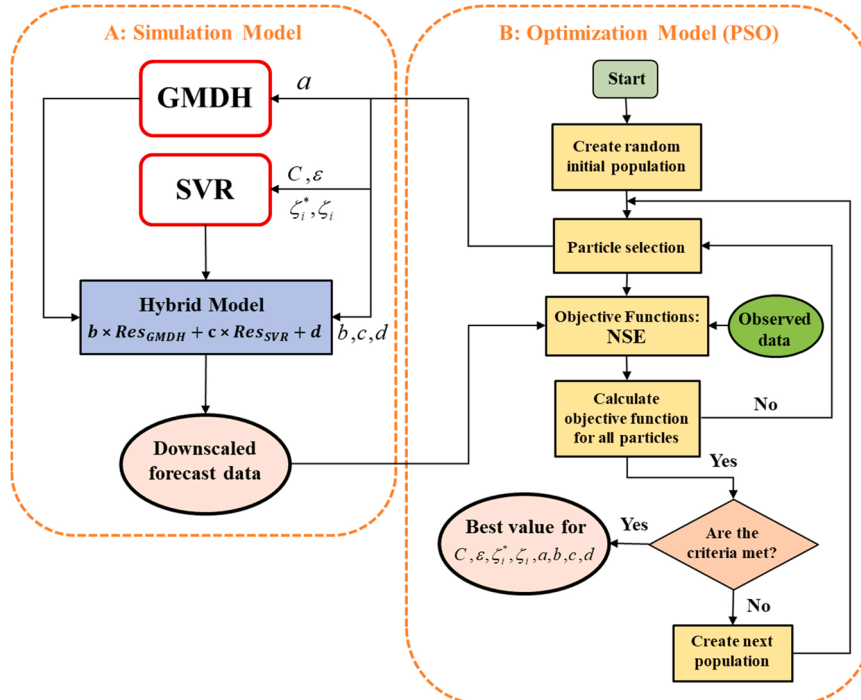 A: Simulation Model
GMDH
a
SVR
C, ε
ζ*ᵢ, ζᵢ
Hybrid Model
b × Res_GMDH + c × Res_SVR + d
b, c, d
Downscaled
forecast data
B: Optimization Model (PSO)
Start
Create random
initial population
Particle selection
Objective Functions:
NSE
Observed
data
Calculate
objective function
for all particles
No
Yes
Are the
criteria met?
Yes
Best value for
C, ε, ζ*ᵢ, ζᵢ, a, b, c, d
No
Create next
population